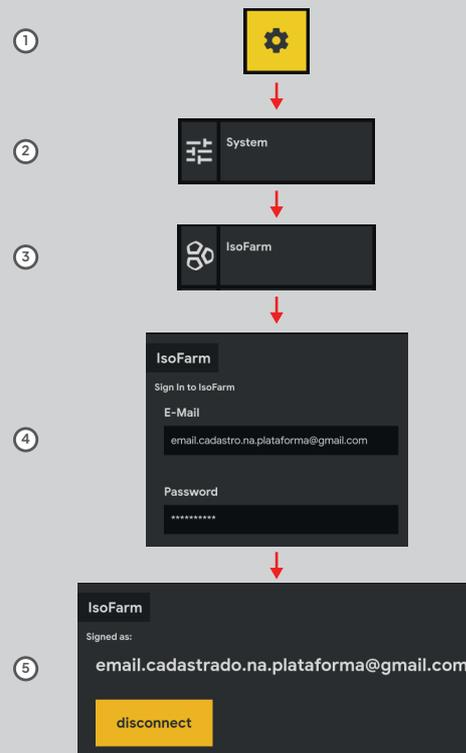 1
2
System
3
IsoFarm
4
IsoFarm
Sign In to IsoFarm
E-Mail
email.cadastro.na.plataforma@gmail.com
Password
**********
5
IsoFarm
Signed as:
email.cadastrado.na.plataforma@gmail.com
disconnect